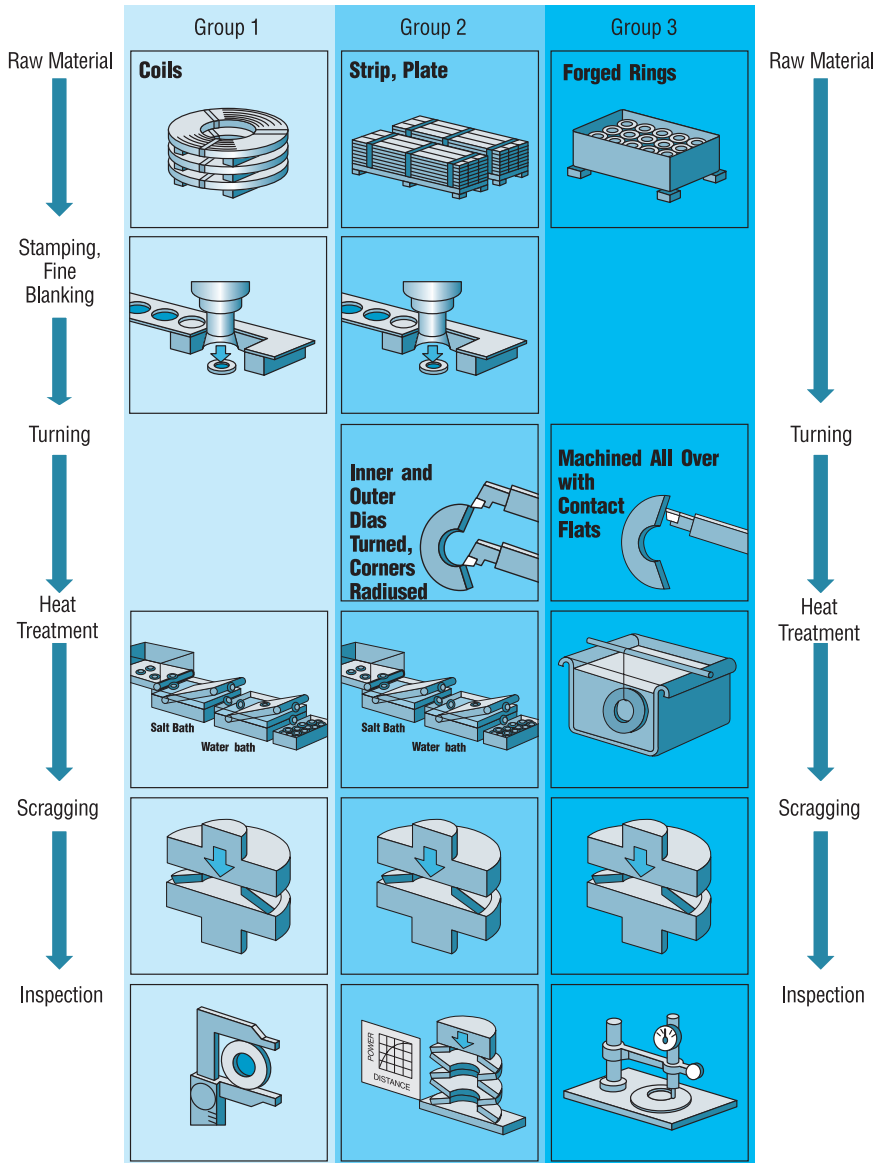 Group 1
Group 2
Group 3
Raw Material
Coils
Strip, Plate
Forged Rings
Raw Material
Stamping,
Fine
Blanking
Turning
Inner and
Outer
Dias
Turned,
Corners
Radiused
Machined All Over
with
Contact
Flats
Turning
Heat
Treatment
Salt Bath
Water bath
Salt Bath
Water bath
Heat
Treatment
Scragging
Scragging
Inspection
POWER
DISTANCE
Inspection